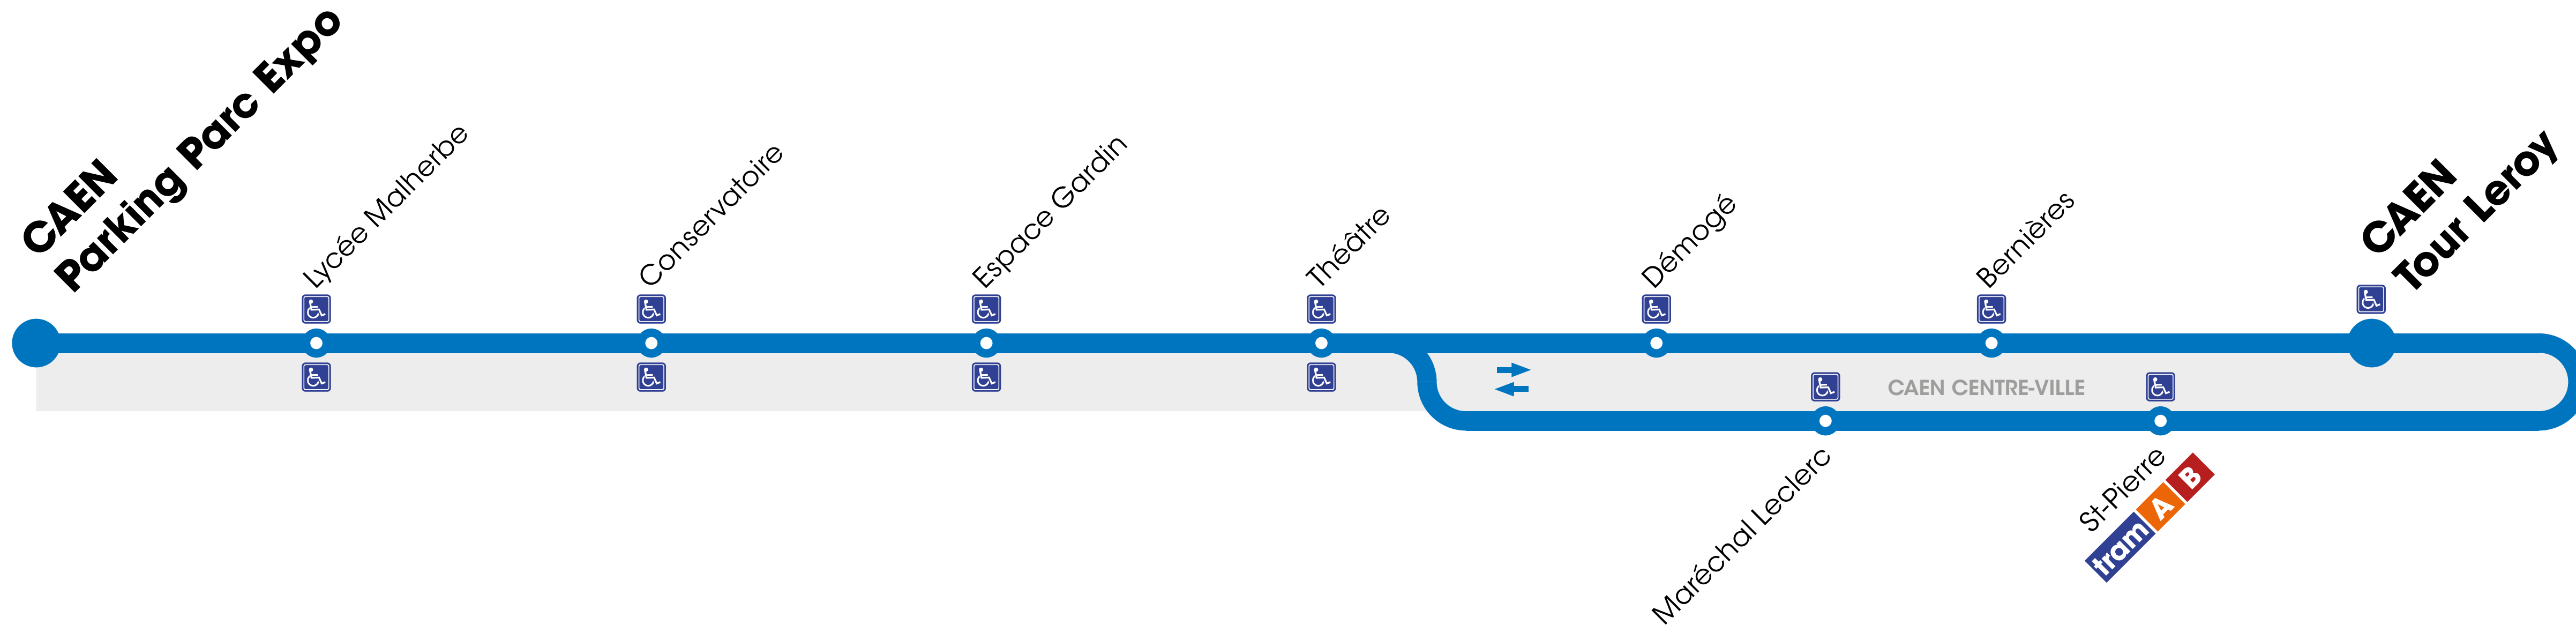 CAEN
Parking Parc Expo
Lycée Malherbe
Conservatoire
Espace Gardin
Théâtre
Démogé
Bernières
CAEN
Tour Leroy
CAEN CENTRE-VILLE
Maréchal Leclerc
St-Pierre
tram A B